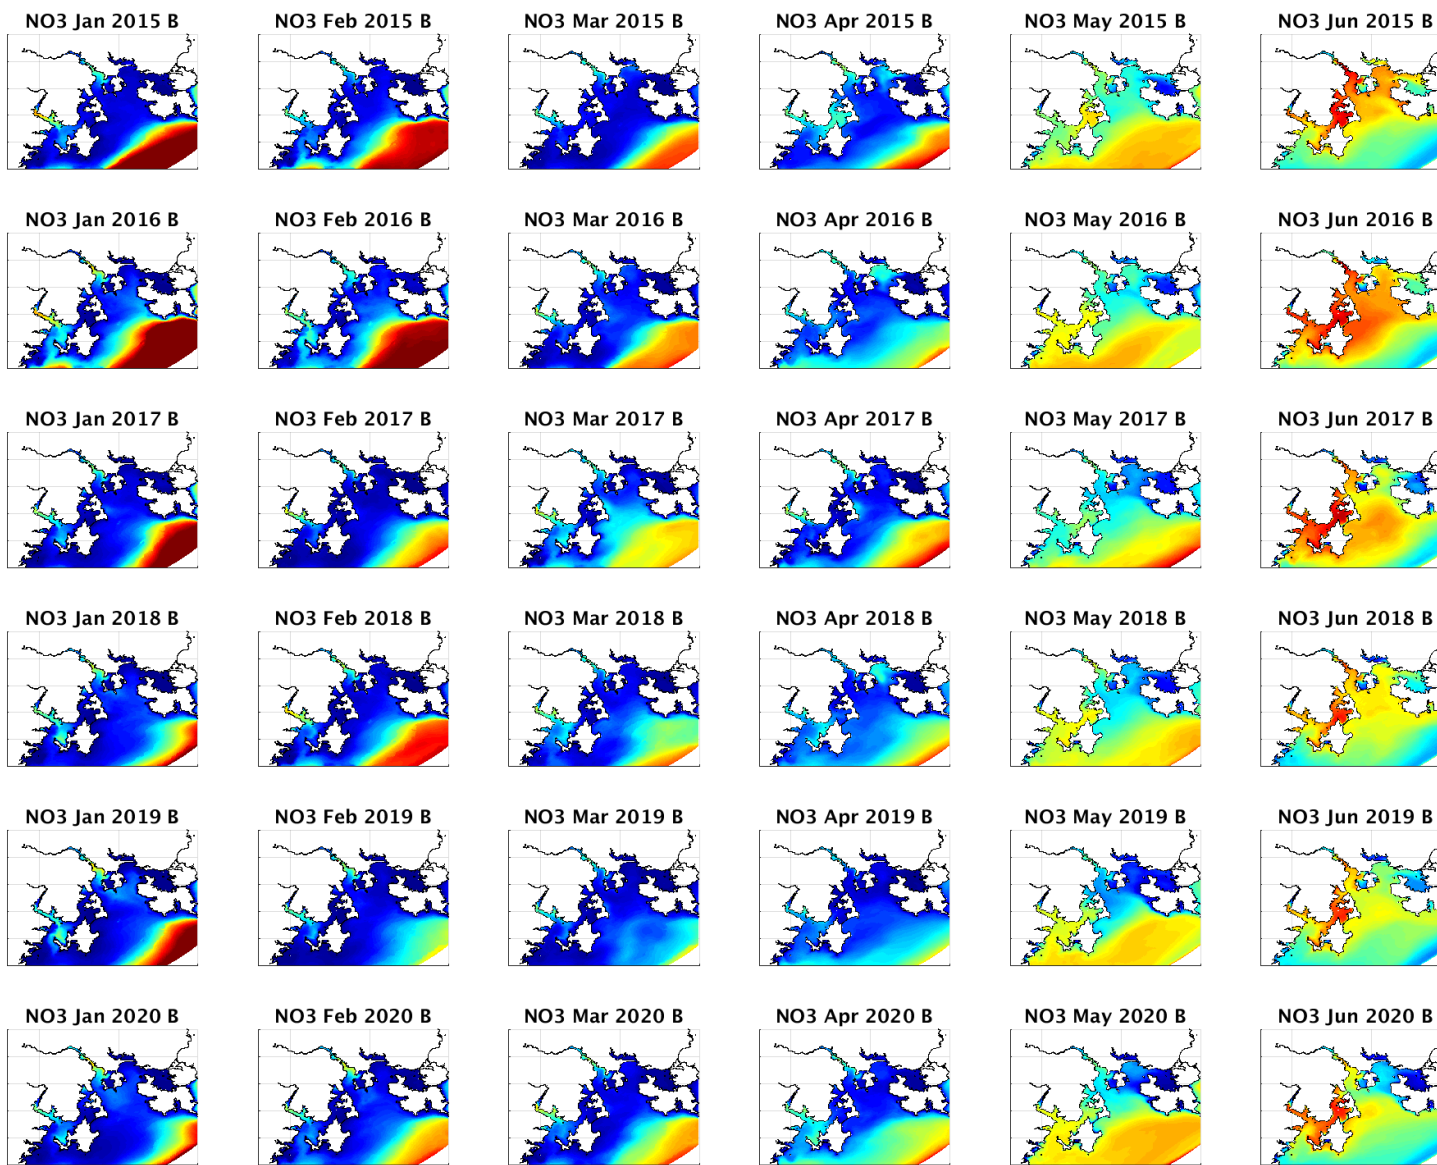 NO3 Jan 2015 B NO3 Feb 2015 B NO3 Mar 2015 B NO3 Apr 2015 B NO3 May 2015 B NO3 Jun 2015 B
NO3 Jan 2016 B NO3 Feb 2016 B NO3 Mar 2016 B NO3 Apr 2016 B NO3 May 2016 B NO3 Jun 2016 B
NO3 Jan 2017 B NO3 Feb 2017 B NO3 Mar 2017 B NO3 Apr 2017 B NO3 May 2017 B NO3 Jun 2017 B
NO3 Jan 2018 B NO3 Feb 2018 B NO3 Mar 2018 B NO3 Apr 2018 B NO3 May 2018 B NO3 Jun 2018 B
NO3 Jan 2019 B NO3 Feb 2019 B NO3 Mar 2019 B NO3 Apr 2019 B NO3 May 2019 B NO3 Jun 2019 B
NO3 Jan 2020 B NO3 Feb 2020 B NO3 Mar 2020 B NO3 Apr 2020 B NO3 May 2020 B NO3 Jun 2020 B